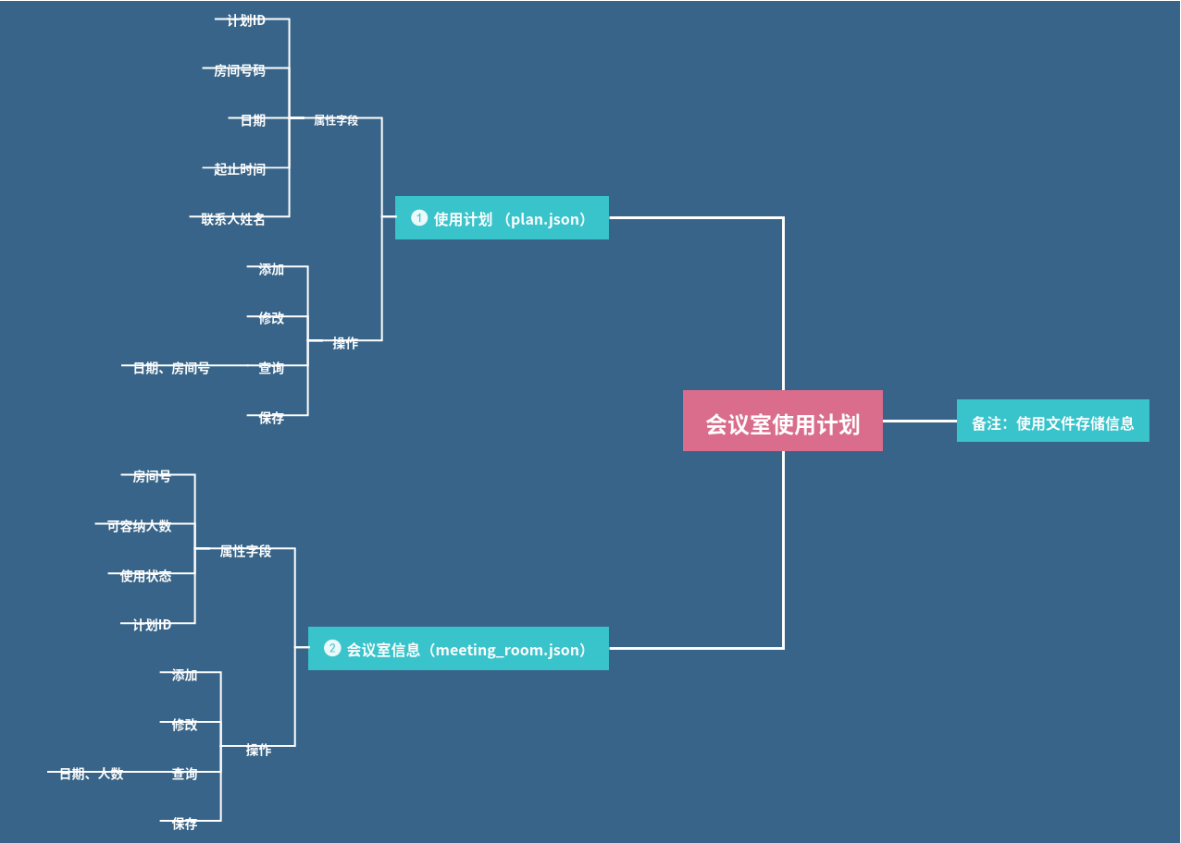 计划ID
房间号码
日期
属性字段
起止时间
联系人姓名
① 使用计划 （plan.json）
添加
修改
操作
日期、房间号
查询
保存
会议室使用计划
备注：使用文件存储信息
房间号
可容纳人数
属性字段
使用状态
计划ID
② 会议室信息（meeting_room.json）
添加
修改
操作
日期、人数
查询
保存